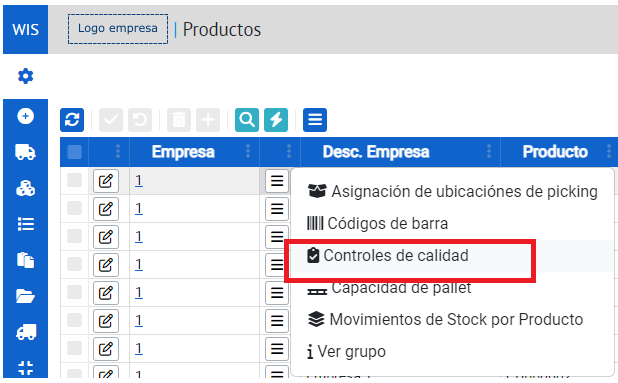 WIS
Logo empresa
| Productos
Empresa
Desc. Empresa
Producto
1
Asignación de ubicaciónes de picking
1
Códigos de barra
1
Controles de calidad
1
Capacidad de pallet
1
Movimientos de Stock por Producto
1
Ver grupo
1